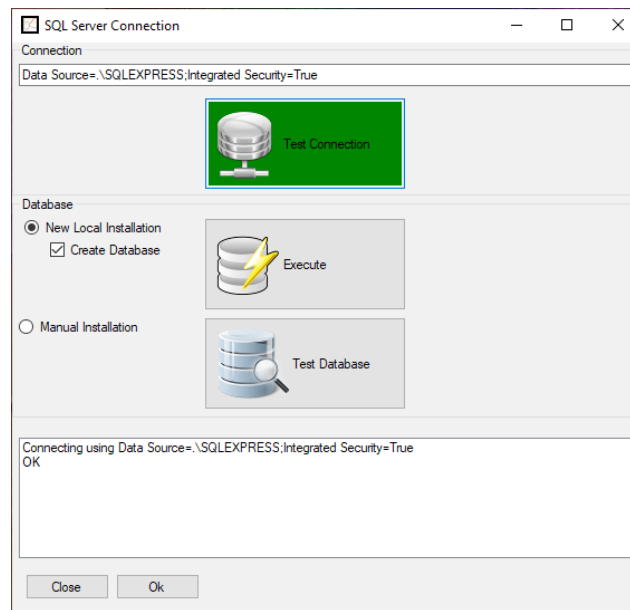 SQL Server Connection
Connection
Data Source=.\SQLEXPRESS;Integrated Security=True
Test Connection
Database
New Local Installation
Create Database
Execute
Manual Installation
Test Database
Connecting using Data Source=.\SQLEXPRESS;Integrated Security=True
OK
Close Ok